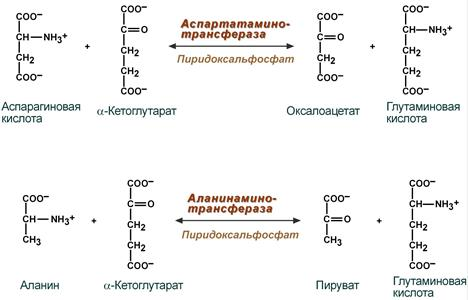 COO⁻
CH—NH₃⁺
CH₂
COO⁻
Аспарагиновая
кислота
+
COO⁻
C=O
CH₂
CH₂
COO⁻
α-Кетоглутарат
Аспартатамино-
трансфераза
Пиридоксальфосфат
COO⁻
C=O
CH₂
COO⁻
Оксалоацетат
+
COO⁻
CH—NH₃⁺
CH₂
CH₂
COO⁻
Глутаминовая
кислота
COO⁻
CH—NH₃⁺
CH₃
Аланин
+
COO⁻
C=O
CH₂
CH₂
COO⁻
α-Кетоглутарат
Аланинамино-
трансфераза
Пиридоксальфосфат
COO⁻
C=O
CH₃
Пируват
+
COO⁻
CH—NH₃⁺
CH₂
CH₂
COO⁻
Глутаминовая
кислота